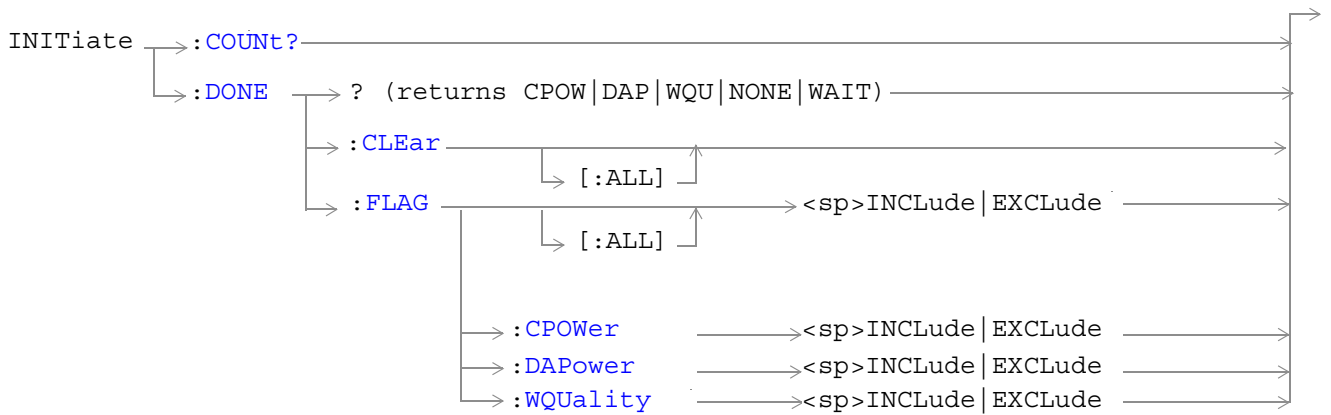 INITiate :COUNt?
:DONE ? (returns CPOW|DAP|WQU|NONE|WAIT)
:CLEar
[:ALL]
:FLAG <sp>INCLude|EXCLude
[:ALL]
:CPOWer <sp>INCLude|EXCLude
:DAPower <sp>INCLude|EXCLude
:WQUality <sp>INCLude|EXCLude